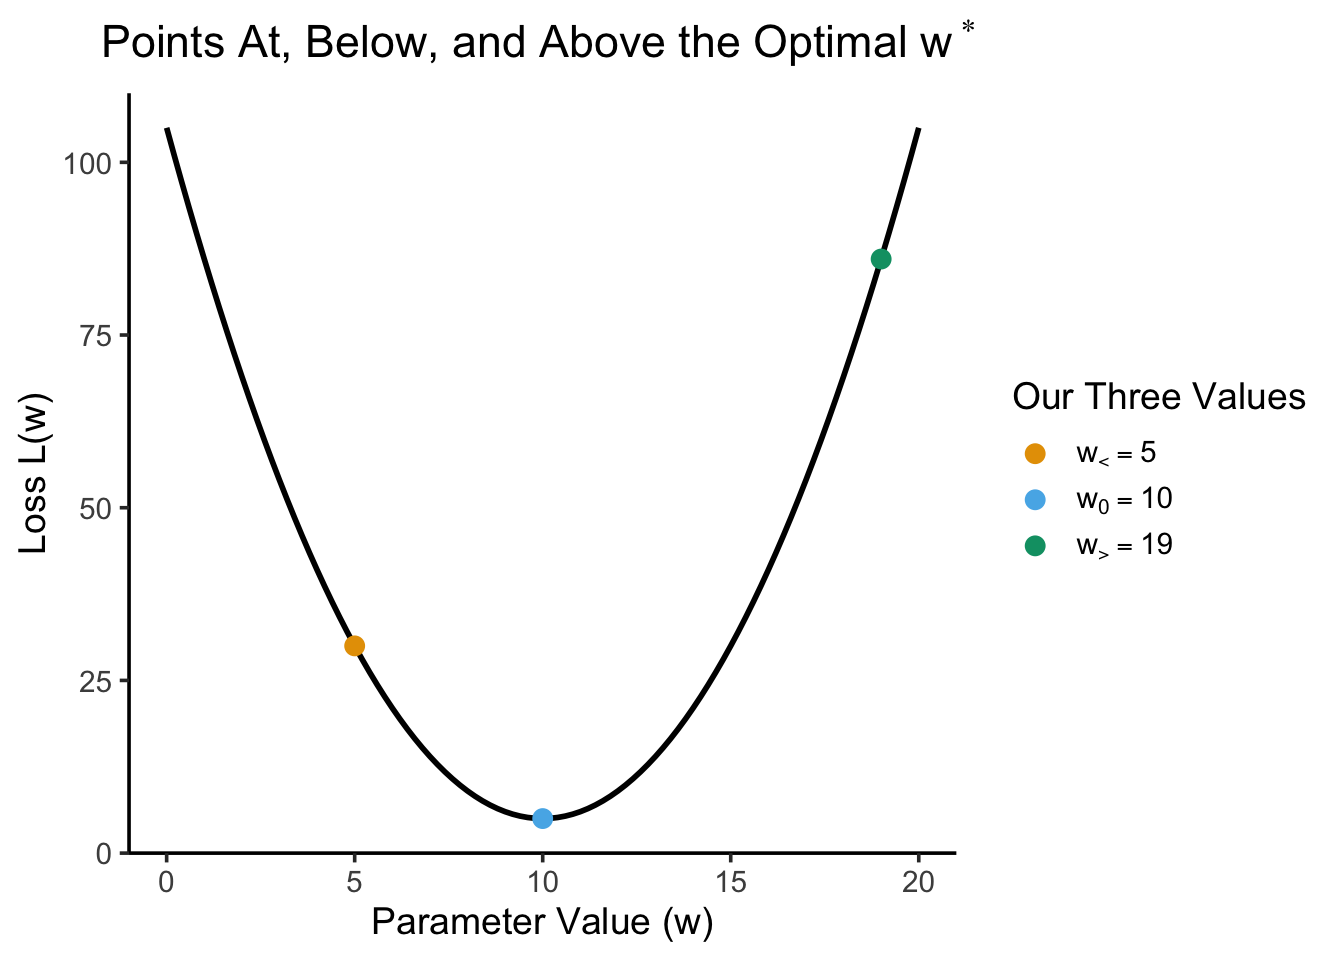 Points At, Below, and Above the Optimal w*
100
75
50
25
0
Loss L(w)
0 5 10 15 20
Parameter Value (w)
Our Three Values
w< = 5
w0 = 10
w> = 19